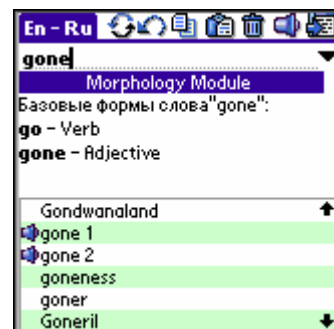 En - Ru
gone
Morphology Module
Базовые формы слова"gone":
go - Verb
gone - Adjective
Gondwanaland
gone 1
gone 2
goneness
goner
Goneril